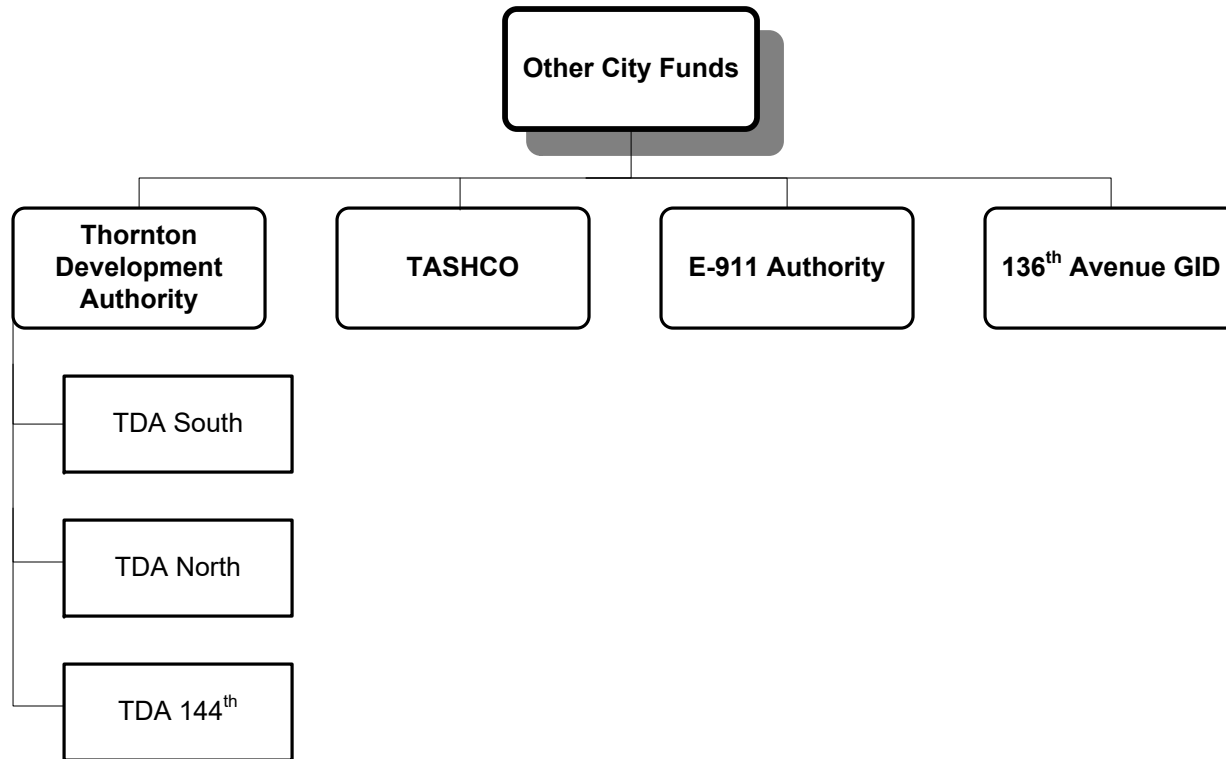 Other City Funds
Thornton
Development
Authority
TASHCO
E-911 Authority
136th Avenue GID
TDA South
TDA North
TDA 144th